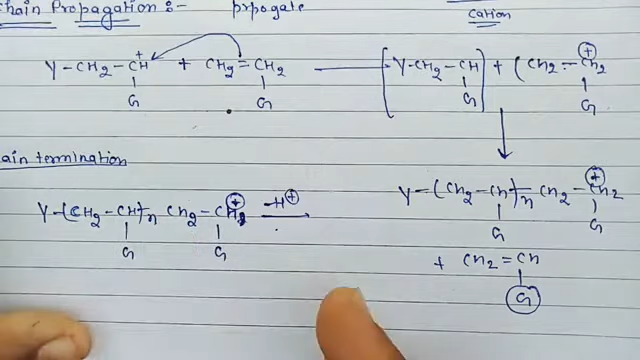 Chain Propagation :- prpogate
cation
Y-CH2-CH+ + CH2=CH2 → [Y-CH2-CH] + (CH2-CH2⊕
G G G G
Y-(CH2-CH)n CH2-CH2⊕
G G
+ CH2=CH
G
ain termination
Y-(CH2-CH)n CH2-CH2⊕ -H⊕ →
G G